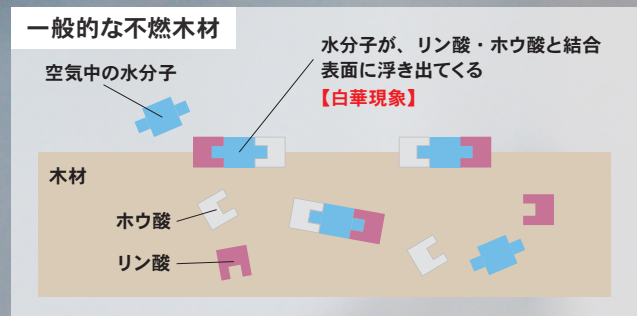 一般的な不燃木材
空気中の水分子
水分子が、リン酸・ホウ酸と結合
表面に浮き出てくる
【白華現象】
木材
ホウ酸
リン酸